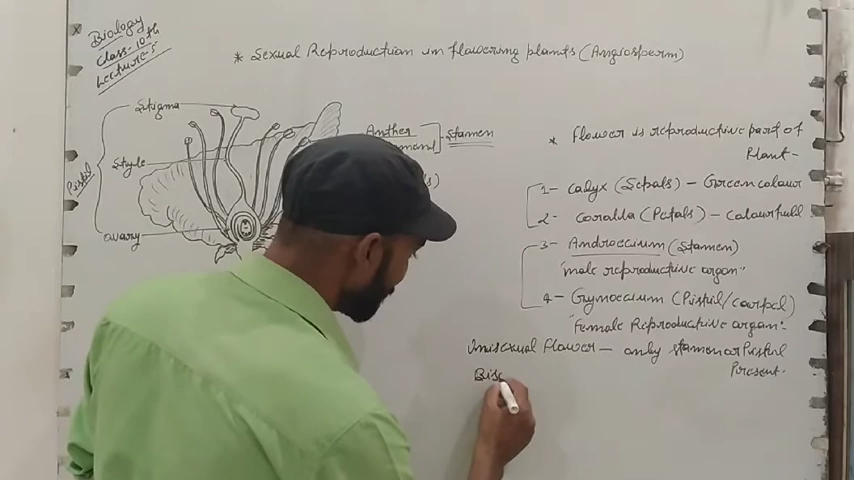 Biology
Class-10th
Lecture-5
* Sexual Reproduction in flowering plants (Angiosperm)
Stigma
Style
ovary
Pistil
Anther
Stamen
* Flower is reproductive part of
Plant-
1- calyx (Sepals) - Green colour
2- Corolla (Petals) - Colourfull
3- Androecium (Stamen)
"male reproductive organ"
4- Gynoecium (Pistil/Carpel)
"Female Reproductive organ"-
Unisexual Flower - only stamen or Pistil
Present-
Bis